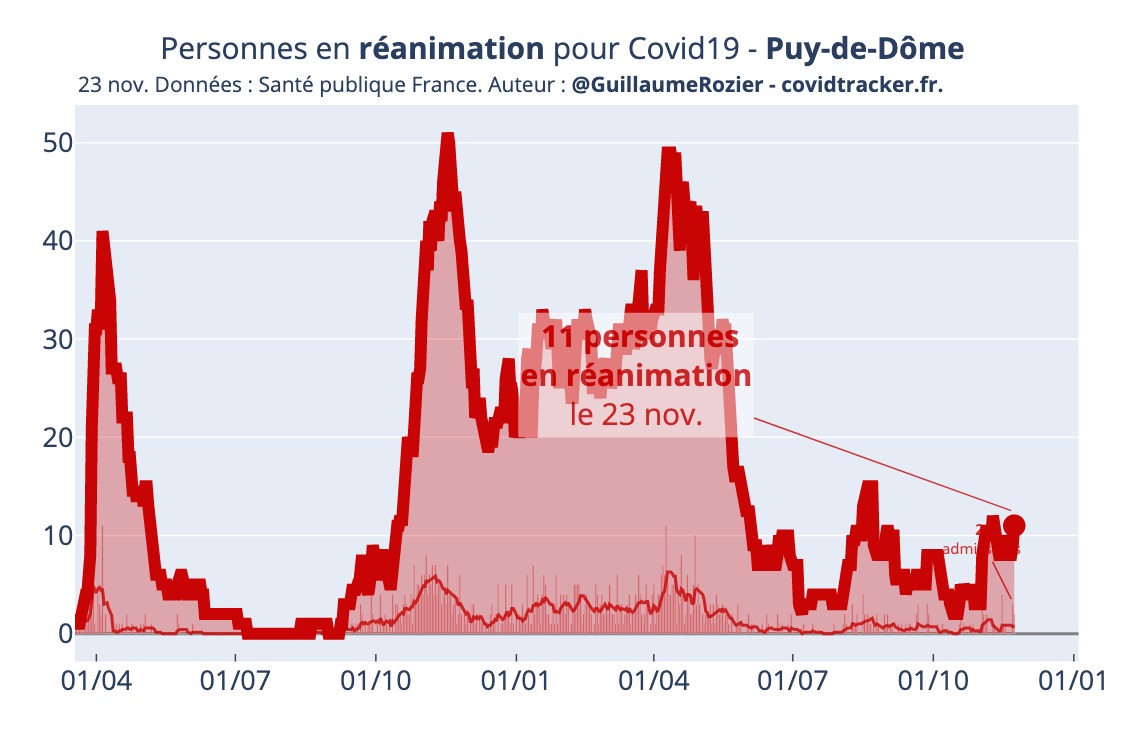 Personnes en réanimation pour Covid19 - Puy-de-Dôme
23 nov. Données : Santé publique France. Auteur : @GuillaumeRozier - covidtracker.fr.
50
40
30
20
10
0
11 personnes
en réanimation
le 23 nov.
01/04
01/07
01/10
01/01
01/04
01/07
01/10
01/01